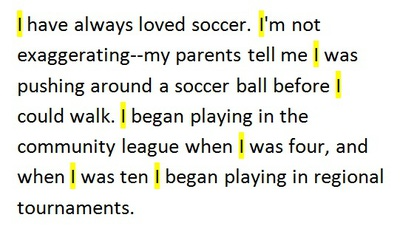 I have always loved soccer. I'm not
exaggerating--my parents tell me I was
pushing around a soccer ball before I
could walk. I began playing in the
community league when I was four, and
when I was ten I began playing in regional
tournaments.